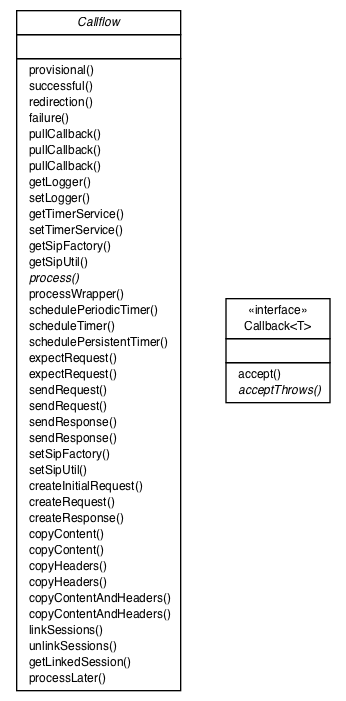 Callflow
provisional()
successful()
redirection()
failure()
pullCallback()
pullCallback()
pullCallback()
getLogger()
setLogger()
getTimerService()
setTimerService()
getSipFactory()
getSipUtil()
process()
processWrapper()
schedulePeriodicTimer()
scheduleTimer()
schedulePersistentTimer()
expectRequest()
expectRequest()
sendRequest()
sendRequest()
sendResponse()
sendResponse()
setSipFactory()
setSipUtil()
createInitialRequest()
createRequest()
createResponse()
copyContent()
copyContent()
copyHeaders()
copyHeaders()
copyContentAndHeaders()
copyContentAndHeaders()
linkSessions()
unlinkSessions()
getLinkedSession()
processLater()
«interface»
Callback<T>
accept()
acceptThrows()